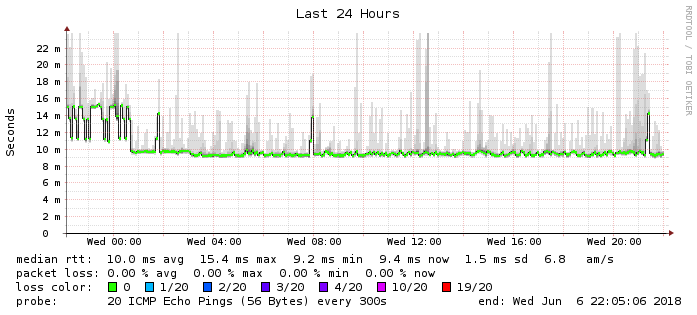 Last 24 Hours
RRDTOOL / TOBI OETIKER
Seconds
22 m
20 m
18 m
16 m
14 m
12 m
10 m
8 m
6 m
4 m
2 m
0
Wed 00:00 Wed 04:00 Wed 08:00 Wed 12:00 Wed 16:00 Wed 20:00
median rtt: 10.0 ms avg 15.4 ms max 9.2 ms min 9.4 ms now 1.5 ms sd 6.8 am/s
packet loss: 0.00 % avg 0.00 % max 0.00 % min 0.00 % now
loss color: 0 1/20 2/20 3/20 4/20 10/20 19/20
probe: 20 ICMP Echo Pings (56 Bytes) every 300s end: Wed Jun 6 22:05:06 2018